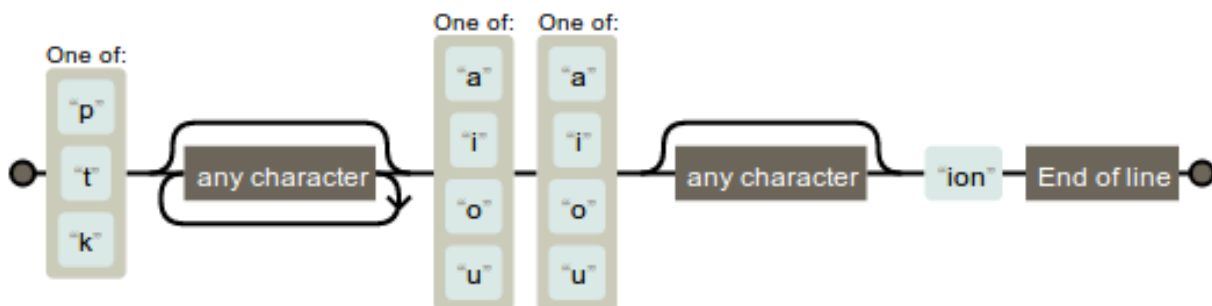 One of: One of:
One of:
“a” “a”
“p”
“i” “i”
“t” any character any character “ion” End of line
“o” “o”
“k”
“u” “u”